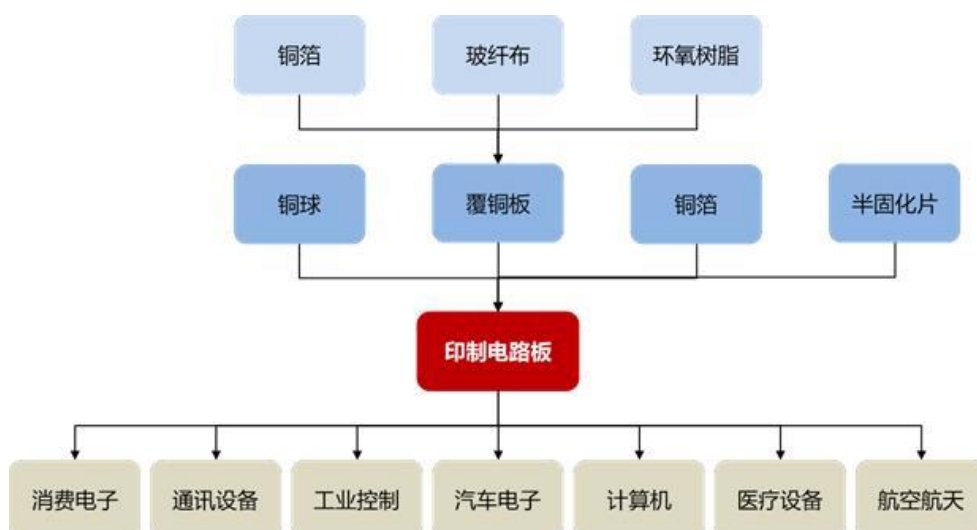 铜箔
玻纤布
环氧树脂
铜球
覆铜板
铜箔
半固化片
印制电路板
消费电子
通讯设备
工业控制
汽车电子
计算机
医疗设备
航空航天